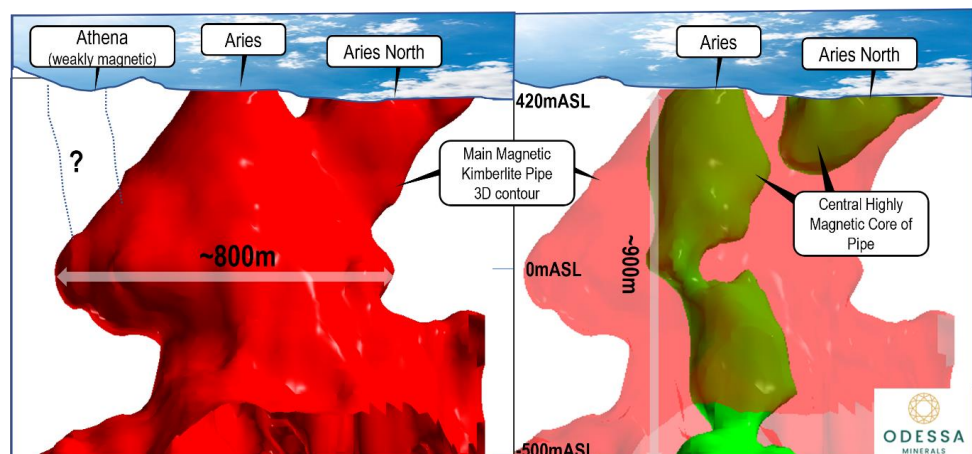 Athena
(weakly magnetic)
Aries
Aries North
?
~800m
Main Magnetic
Kimberlite Pipe
3D contour
Aries
Aries North
420mASL
Central Highly
Magnetic Core of
Pipe
~900m
0mASL
-500mASL
ODESSA
MINERALS